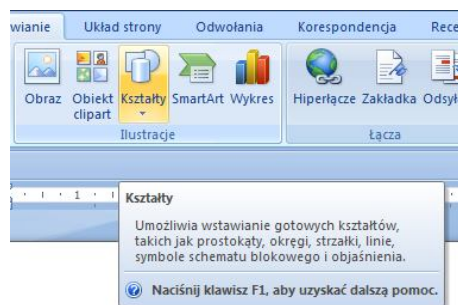 wianie Układ strony Odwołania Korespondencja Rece
Obraz Obiekt clipart Kształty SmartArt Wykres Hiperłącze Zakładka Odsył
Ilustracje Łącza
1
Kształty
Umożliwia wstawianie gotowych kształtów,
takich jak prostokąty, okręgi, strzałki, linie,
symbole schematu blokowego i objaśnienia.
Naciśnij klawisz F1, aby uzyskać dalszą pomoc.